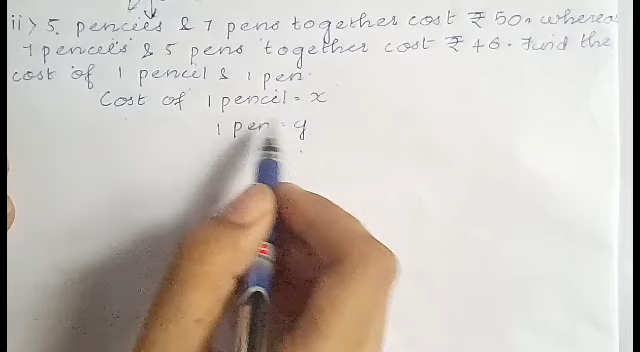 ii> 5 pencils & 7 pens together cost ₹ 50. whereas
7 pencils & 5 pens together cost ₹ 46. find the
cost of 1 pencil & 1 pen.
Cost of 1 pencil = x
1 pen = y